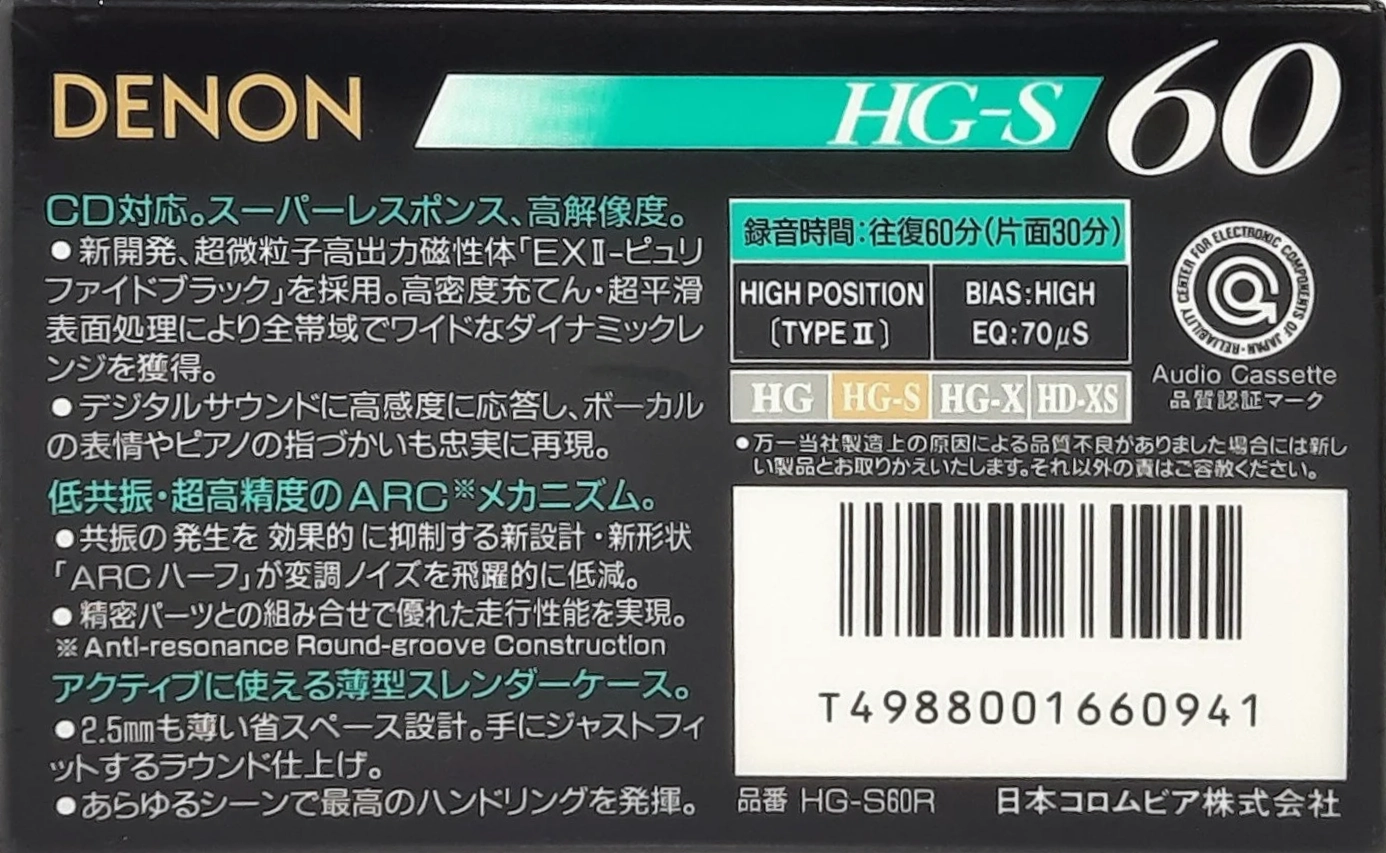 DENON
HG-S 60
CD対応。スーパーレスポンス、高解像度。
●新開発、超微粒子高出力磁性体「EXⅡ-ピュリ
ファイドブラック」を採用。高密度充てん・超平滑
表面処理により全帯域でワイドなダイナミックレ
ンジを獲得。
●デジタルサウンドに高感度に応答し、ボーカル
の表情やピアノの指づかいも忠実に再現。
低共振・超高精度のARC※メカニズム。
●共振の発生を効果的に抑制する新設計・新形状
「ARCハーフ」が変調ノイズを飛躍的に低減。
●精密パーツとの組み合せで優れた走行性能を実現。
※Anti-resonance Round-groove Construction
アクティブに使える薄型スレンダーケース。
●2.5mmも薄い省スペース設計。手にジャストフィ
ットするラウンド仕上げ。
●あらゆるシーンで最高のハンドリングを発揮。
録音時間:往復60分(片面30分)
HIGH POSITION
〔TYPE Ⅱ〕
BIAS:HIGH
EQ:70μS
HG HG-S HG-X HD-XS
RELIABILITY CENTER FOR ELECTRONIC COMPONENTS OF JAPAN
Audio Cassette
品質認証マーク
●万一当社製造上の原因による品質不良がありました場合には新し
い製品とお取りかえいたします。それ以外の責はご容赦ください。
T4988001660941
品番 HG-S60R
日本コロムビア株式会社